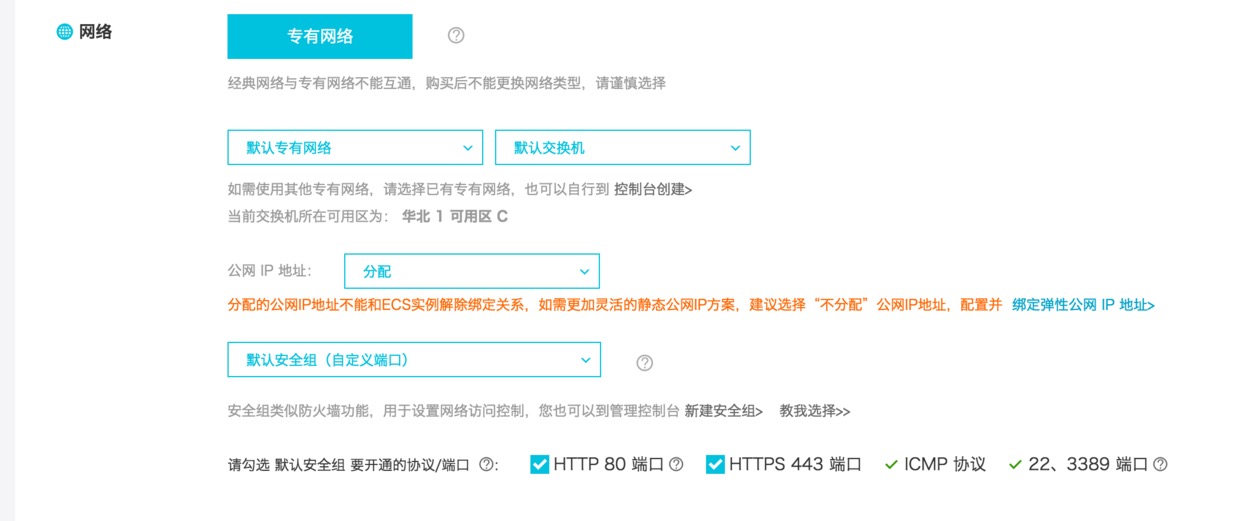 网络
专有网络
经典网络与专有网络不能互通，购买后不能更换网络类型，请谨慎选择
默认专有网络 默认交换机
如需使用其他专有网络，请选择已有专有网络，也可以自行到 控制台创建>
当前交换机所在可用区为： 华北 1 可用区 C
公网 IP 地址： 分配
分配的公网IP地址不能和ECS实例解除绑定关系，如需更加灵活的静态公网IP方案，建议选择“不分配”公网IP地址，配置并 绑定弹性公网 IP 地址>
默认安全组（自定义端口）
安全组类似防火墙功能，用于设置网络访问控制，您也可以到管理控制台 新建安全组> 教我选择>>
请勾选 默认安全组 要开通的协议/端口 ?: HTTP 80 端口 ? HTTPS 443 端口 ICMP 协议 22、3389 端口 ?